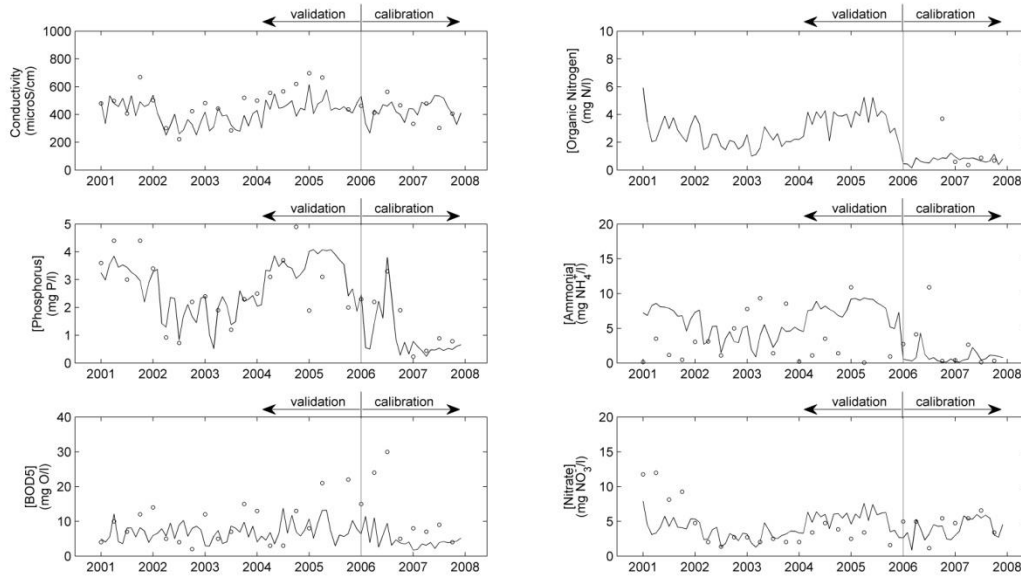 validation calibration
1000
800
600
400
200
0
Conductivity
(microS/cm)
2001 2002 2003 2004 2005 2006 2007 2008
validation calibration
10
8
6
4
2
0
[Organic Nitrogen]
(mg N/l)
2001 2002 2003 2004 2005 2006 2007 2008
validation calibration
5
4
3
2
1
0
[Phosphorus]
(mg P/l)
2001 2002 2003 2004 2005 2006 2007 2008
validation calibration
20
15
10
5
0
[Ammonia]
(mg NH4+/l)
2001 2002 2003 2004 2005 2006 2007 2008
validation calibration
40
30
20
10
0
[BOD5]
(mg O/l)
2001 2002 2003 2004 2005 2006 2007 2008
validation calibration
20
15
10
5
0
[Nitrate]
(mg NO3-/l)
2001 2002 2003 2004 2005 2006 2007 2008